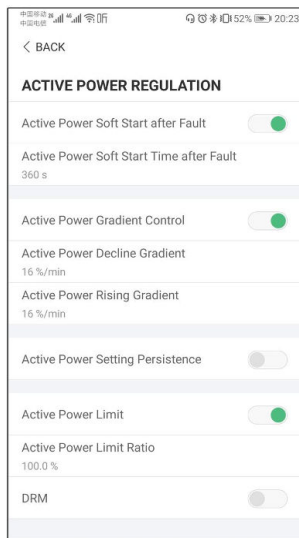 中国移动 26 4G 52% 20:23
中国电信
< BACK
ACTIVE POWER REGULATION
Active Power Soft Start after Fault
Active Power Soft Start Time after Fault
360 s
Active Power Gradient Control
Active Power Decline Gradient
16 %/min
Active Power Rising Gradient
16 %/min
Active Power Setting Persistence
Active Power Limit
Active Power Limit Ratio
100.0 %
DRM